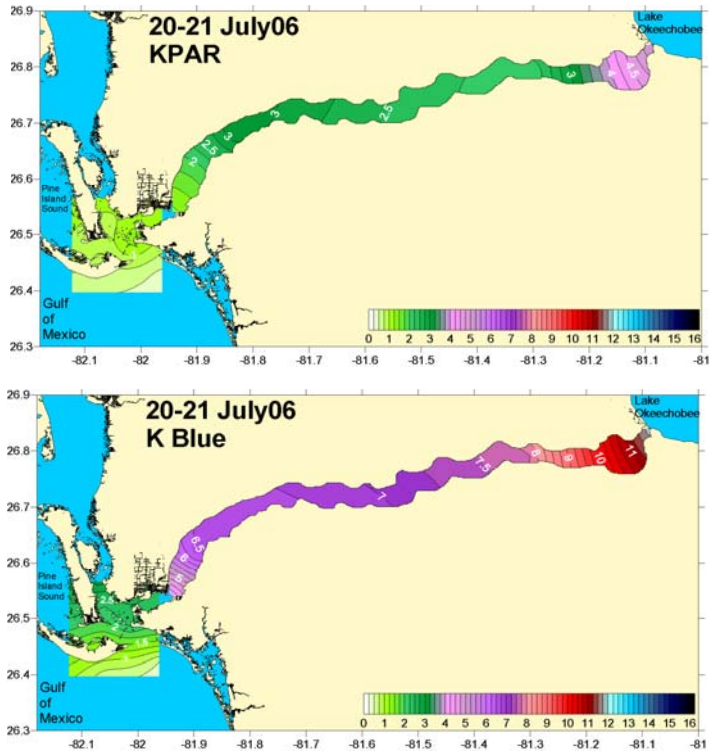 26.9
20-21 July06
KPAR
Lake
Okeechobee
26.8
4.5
4
3
26.7
3
2.5
3
2.5
2
26.6
Pine
Island
Sound
26.5
1
26.4
Gulf
of
Mexico
0 1 2 3 4 5 6 7 8 9 10 11 12 13 14 15 16
26.3
-82.1 -82 -81.9 -81.8 -81.7 -81.6 -81.5 -81.4 -81.3 -81.2 -81.1 -81
26.9
20-21 July06
K Blue
Lake
Okeechobee
26.8
7.5
8
9
10
11
26.7
7
6.5
6
5
26.6
Pine
Island
Sound
2.5
26.5
2
1.5
1
26.4
Gulf
of
Mexico
0 1 2 3 4 5 6 7 8 9 10 11 12 13 14 15 16
26.3
-82.1 -82 -81.9 -81.8 -81.7 -81.6 -81.5 -81.4 -81.3 -81.2 -81.1 -81